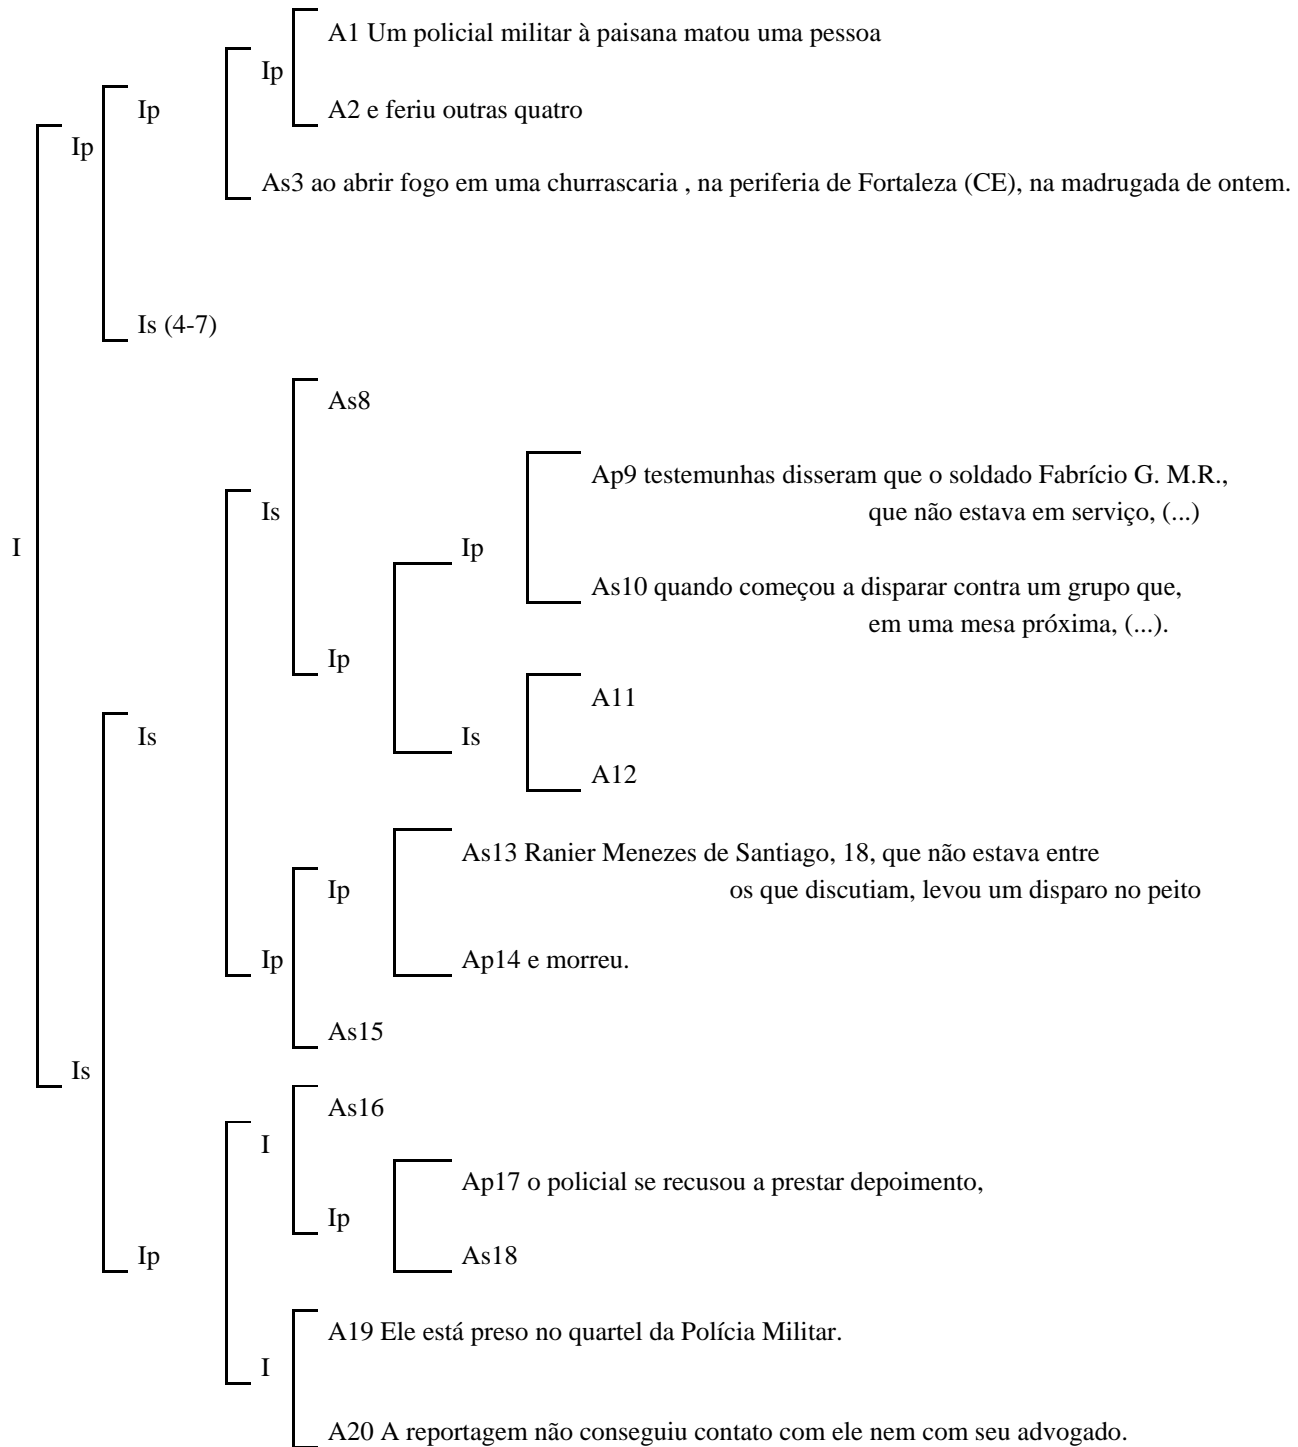 A1 Um policial militar à paisana matou uma pessoa
Ip
Ip
A2 e feriu outras quatro
Ip
As3 ao abrir fogo em uma churrascaria , na periferia de Fortaleza (CE), na madrugada de ontem.
Is (4-7)
As8
Ap9 testemunhas disseram que o soldado Fabrício G. M.R.,
que não estava em serviço, (...)
Is
I
Ip
As10 quando começou a disparar contra um grupo que,
em uma mesa próxima, (...).
Ip
A11
Is
Is
A12
As13 Ranier Menezes de Santiago, 18, que não estava entre
os que discutiam, levou um disparo no peito
Ip
Ip
Ap14 e morreu.
As15
Is
As16
I
Ap17 o policial se recusou a prestar depoimento,
Ip
Ip
As18
A19 Ele está preso no quartel da Polícia Militar.
I
A20 A reportagem não conseguiu contato com ele nem com seu advogado.